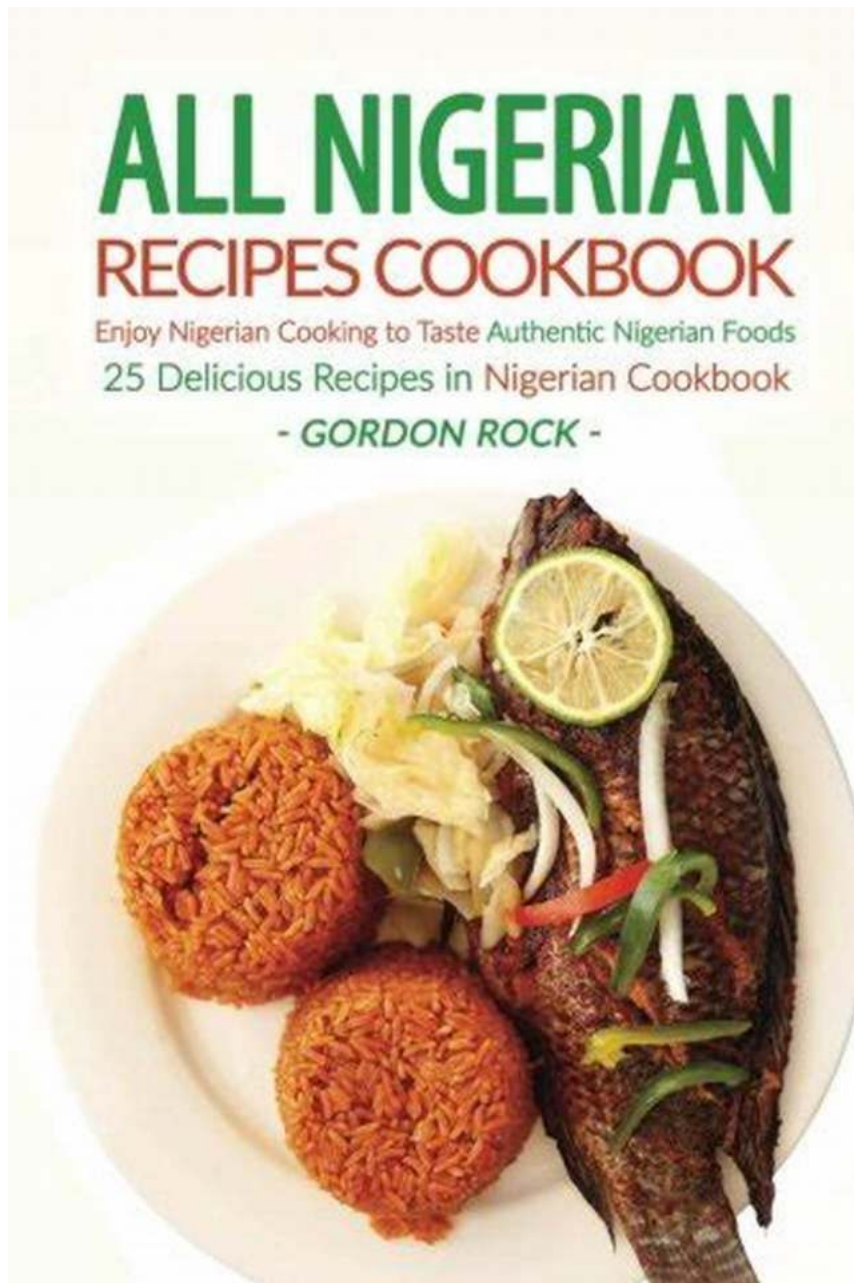 ALL NIGERIAN
RECIPES COOKBOOK
Enjoy Nigerian Cooking to Taste Authentic Nigerian Foods
25 Delicious Recipes in Nigerian Cookbook
- GORDON ROCK -